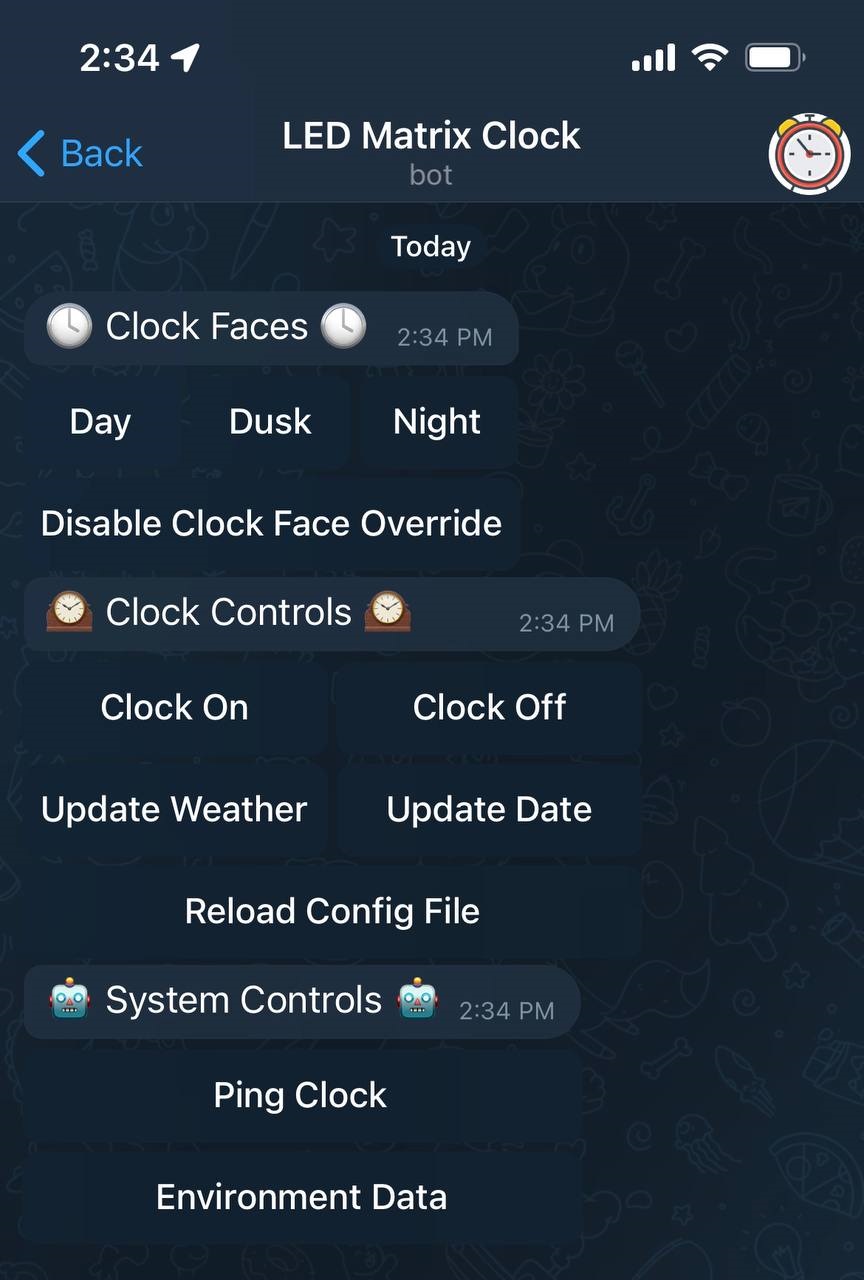 2:34
Back
LED Matrix Clock
bot
Today
🕓 Clock Faces 🕓 2:34 PM
Day Dusk Night
Disable Clock Face Override
🕰️ Clock Controls 🕰️ 2:34 PM
Clock On Clock Off
Update Weather Update Date
Reload Config File
🤖 System Controls 🤖 2:34 PM
Ping Clock
Environment Data